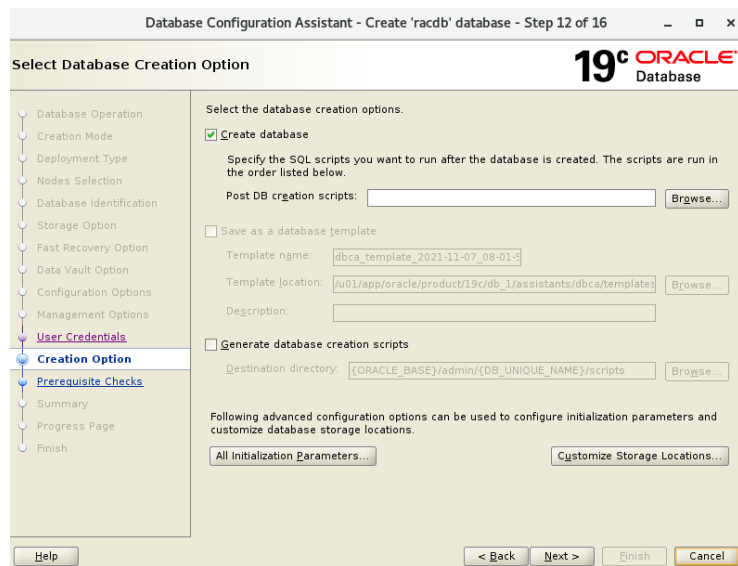 Database Configuration Assistant - Create 'racdb' database - Step 12 of 16
Select Database Creation Option
19c ORACLE
Database
Database Operation
Creation Mode
Deployment Type
Nodes Selection
Database Identification
Storage Option
Fast Recovery Option
Data Vault Option
Configuration Options
Management Options
User Credentials
Creation Option
Prerequisite Checks
Summary
Progress Page
Finish
Select the database creation options.
Create database
Specify the SQL scripts you want to run after the database is created. The scripts are run in
the order listed below.
Post DB creation scripts:
Browse...
Save as a database template
Template name: dbca_template_2021-11-07_08-01-5
Template location: /u01/app/oracle/product/19c/db_1/assistants/dbca/templates Browse...
Description:
Generate database creation scripts
Destination directory: {ORACLE_BASE}/admin/{DB_UNIQUE_NAME}/scripts Browse...
Following advanced configuration options can be used to configure initialization parameters and
customize database storage locations.
All Initialization Parameters... Customize Storage Locations...
Help < Back Next > Finish Cancel